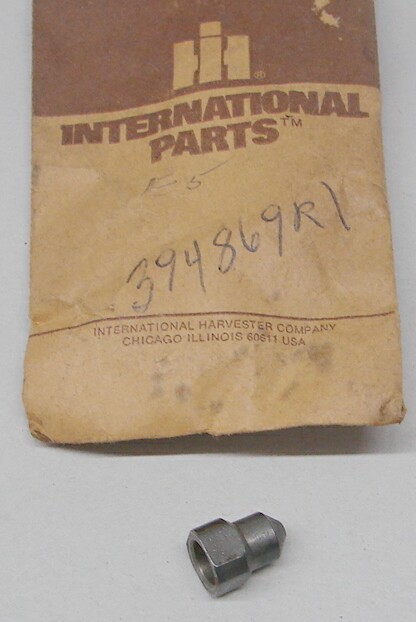 IH®
INTERNATIONAL
PARTS™
E5
394869R1
INTERNATIONAL HARVESTER COMPANY
CHICAGO ILLINOIS 60611 USA